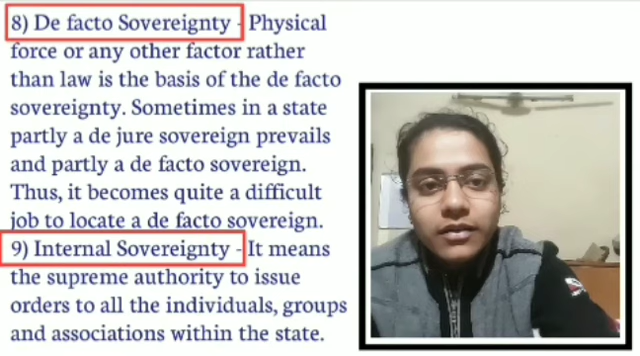 8) De facto Sovereignty - Physical
force or any other factor rather
than law is the basis of the de facto
sovereignty. Sometimes in a state
partly a de jure sovereign prevails
and partly a de facto sovereign.
Thus, it becomes quite a difficult
job to locate a de facto sovereign.
9) Internal Sovereignty - It means
the supreme authority to issue
orders to all the individuals, groups
and associations within the state.